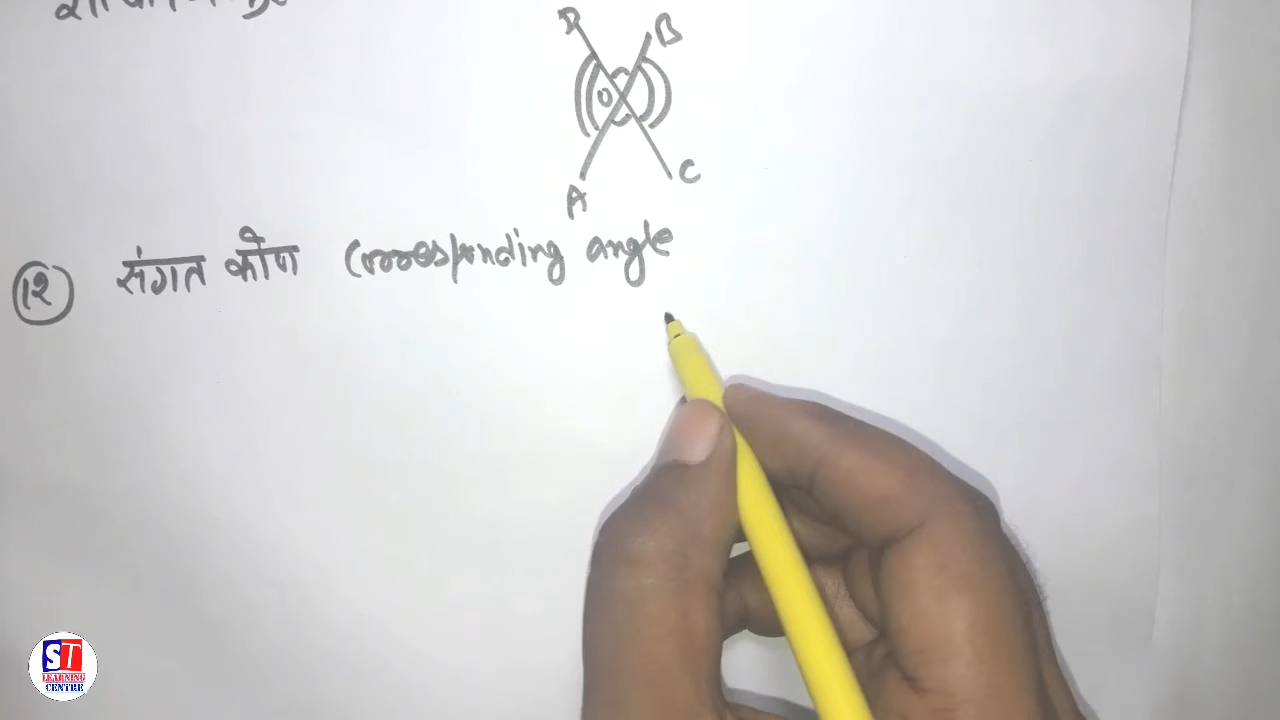 D B
O
A C
१२ संगत कोण Corresponding angle
ST
LEARNING
CENTRE